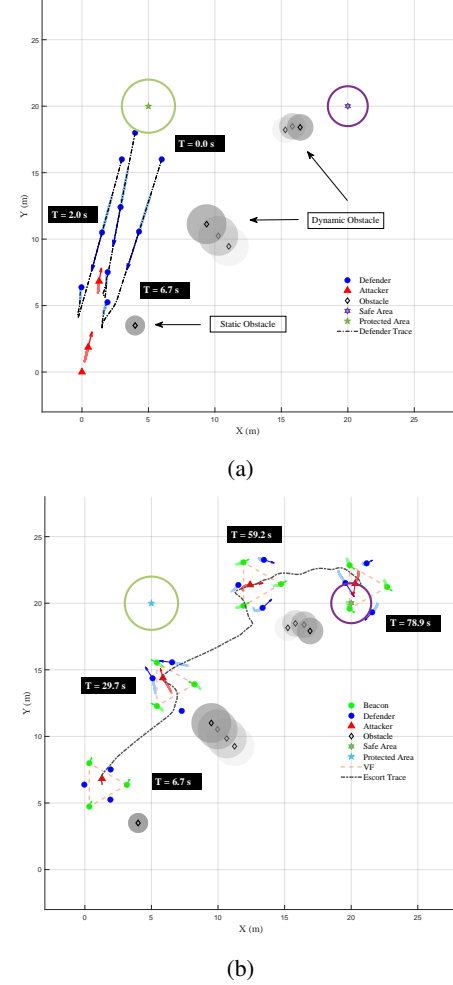 25
20
15
10
5
0
Y (m)
T = 0.0 s
T = 2.0 s
T = 6.7 s
Dynamic Obstacle
Static Obstacle
Defender
Attacker
Obstacle
Safe Area
Protected Area
Defender Trace
0 5 10 15 20 25
X (m)
(a)
25
20
15
10
5
0
Y (m)
T = 59.2 s
T = 78.9 s
T = 29.7 s
T = 6.7 s
Beacon
Defender
Attacker
Obstacle
Safe Area
Protected Area
VF
Escort Trace
0 5 10 15 20 25
X (m)
(b)